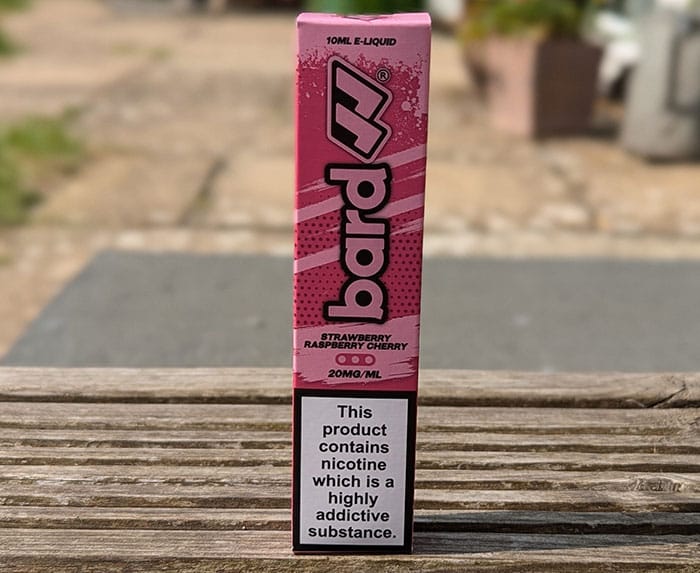 10ML E-LIQUID
®
bard
STRAWBERRY
RASPBERRY CHERRY
20MG/ML
This
product
contains
nicotine
which is a
highly
addictive
substance.